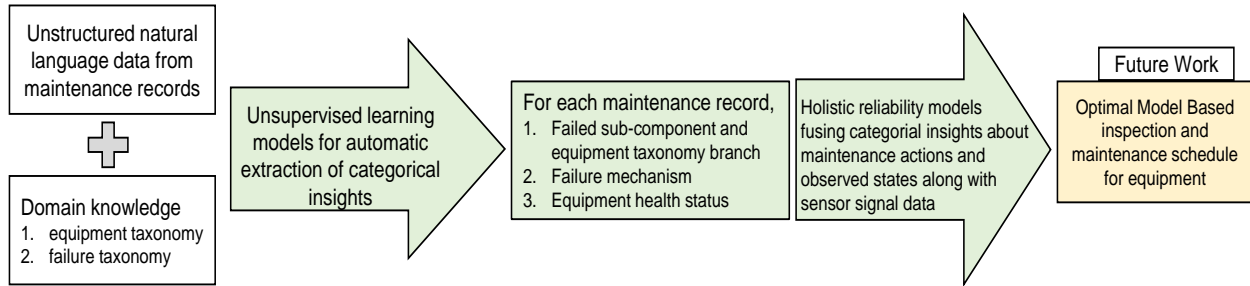 Unstructured natural
language data from
maintenance records
Domain knowledge
1. equipment taxonomy
2. failure taxonomy
Unsupervised learning
models for automatic
extraction of categorical
insights
For each maintenance record,
1. Failed sub-component and
equipment taxonomy branch
2. Failure mechanism
3. Equipment health status
Holistic reliability models
fusing categorial insights about
maintenance actions and
observed states along with
sensor signal data
Future Work
Optimal Model Based
inspection and
maintenance schedule
for equipment